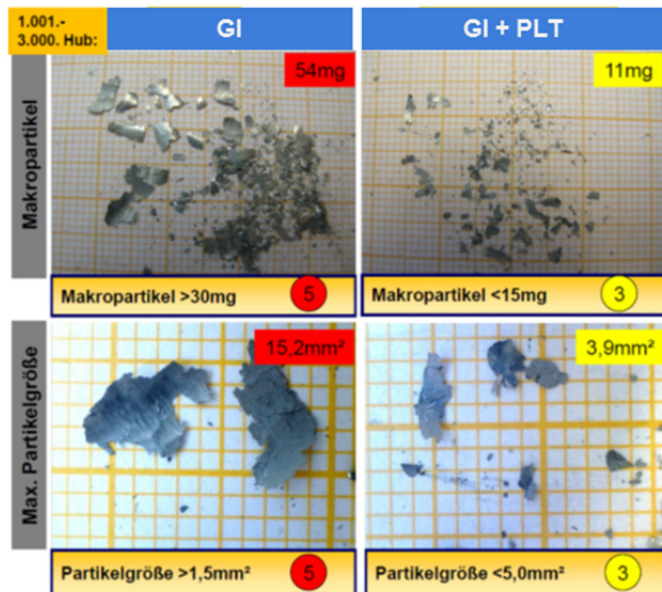 1.001.-
3.000. Hub:
GI
GI + PLT
Makropartikel
54mg
11mg
Makropartikel >30mg
5
Makropartikel <15mg
3
Max. Partikelgröße
15,2mm²
3,9mm²
Partikelgröße >1,5mm²
5
Partikelgröße <5,0mm²
3